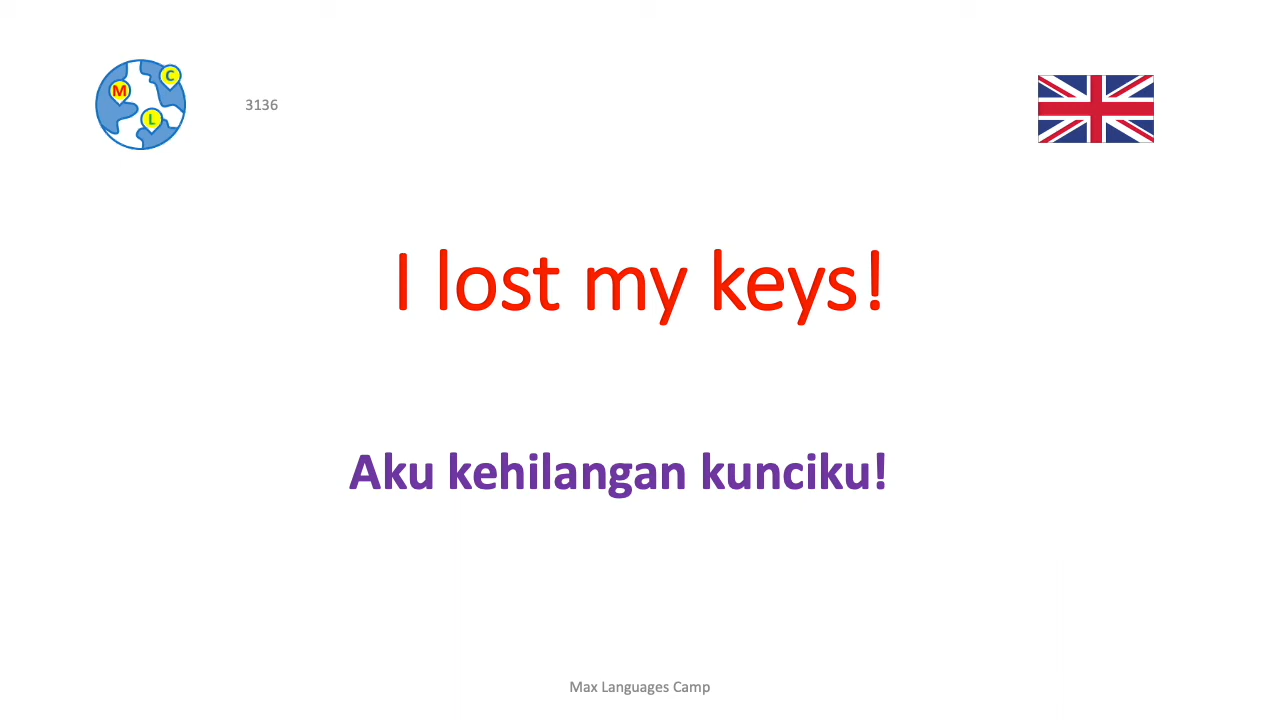 M
C
L
3136
I lost my keys!
Aku kehilangan kunciku!
Max Languages Camp